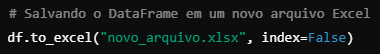 # Salvando o DataFrame em um novo arquivo Excel
df.to_excel("novo_arquivo.xlsx", index=False)